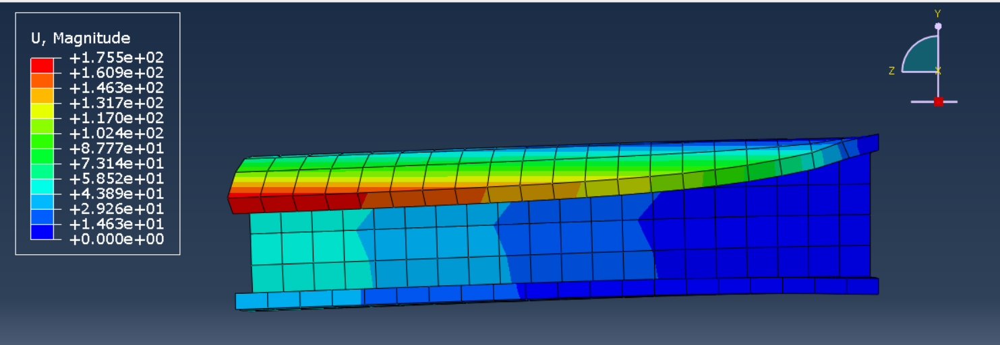 U, Magnitude
+1.755e+02
+1.609e+02
+1.463e+02
+1.317e+02
+1.170e+02
+1.024e+02
+8.777e+01
+7.314e+01
+5.852e+01
+4.389e+01
+2.926e+01
+1.463e+01
+0.000e+00
Y
Z
X